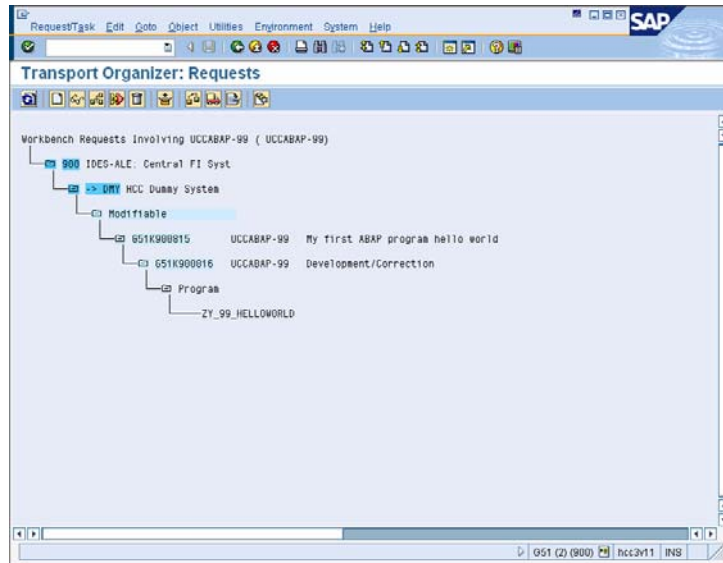 Request/Task Edit Goto Object Utilities Environment System Help
SAP
Transport Organizer: Requests
Workbench Requests Involving UCCABAP-99 ( UCCABAP-99)
900 IDES-ALE: Central FI Syst
-> DMY HCC Dummy System
Modifiable
G51K900815 UCCABAP-99 My first ABAP program hello world
G51K900816 UCCABAP-99 Development/Correction
Program
ZY_99_HELLOWORLD
G51 (2) (900) hcc3v11 INS